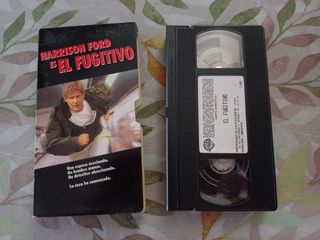 HARRISON FORD
ES EL FUGITIVO
Una esposa asesinada.
Un hombre manco.
Un detective obsesionado.
La caza ha comenzado.
EL FUGITIVO